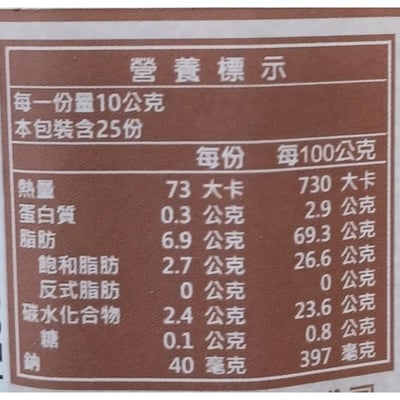 營養標示
每一份量10公克
本包裝含25份
每份 每100公克
熱量 73 大卡 730 大卡
蛋白質 0.3 公克 2.9 公克
脂肪 6.9 公克 69.3 公克
飽和脂肪 2.7 公克 26.6 公克
反式脂肪 0 公克 0 公克
碳水化合物 2.4 公克 23.6 公克
糖 0.1 公克 0.8 公克
鈉 40 毫克 397 毫克